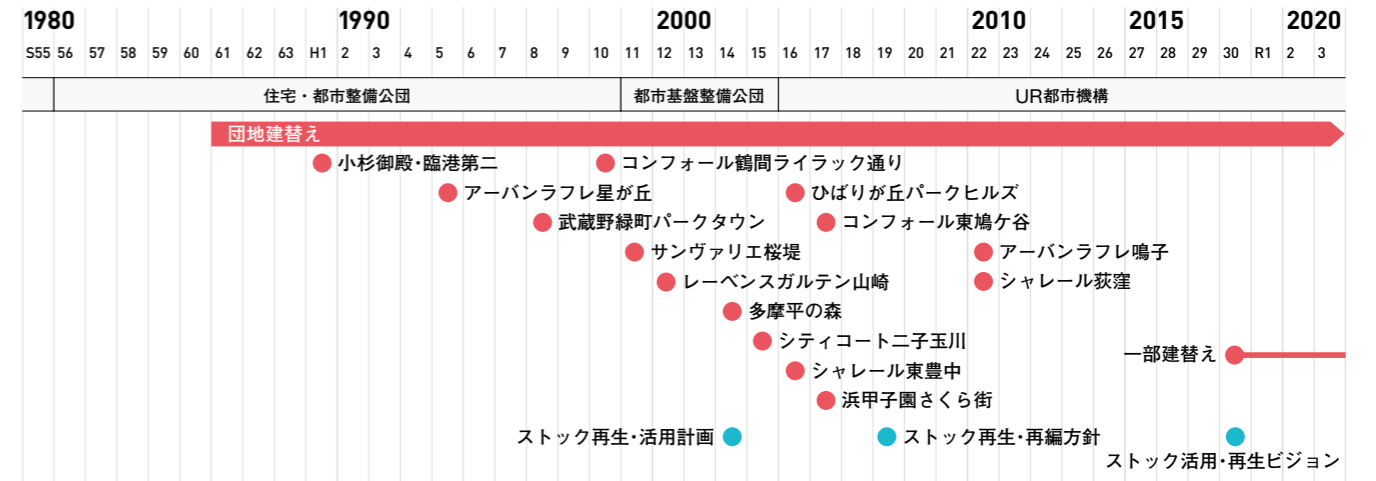 1980 1990 2000 2010 2015 2020
S55 56 57 58 59 60 61 62 63 H1 2 3 4 5 6 7 8 9 10 11 12 13 14 15 16 17 18 19 20 21 22 23 24 25 26 27 28 29 30 R1 2 3
住宅・都市整備公団 都市基盤整備公団 UR都市機構
団地建替え
小杉御殿・臨港第二 コンフォール鶴間ライラック通り
アーバンラフレ星が丘 ひばりが丘パークヒルズ
武蔵野緑町パークタウン コンフォール東鳩ケ谷
サンヴァリエ桜堤 アーバンラフレ鳴子
レーベンスガルテン山崎 シャレール荻窪
多摩平の森
シティコート二子玉川
一部建替え
シャレール東豊中
浜甲子園さくら街
ストック再生・活用計画 ストック再生・再編方針
ストック活用・再生ビジョン